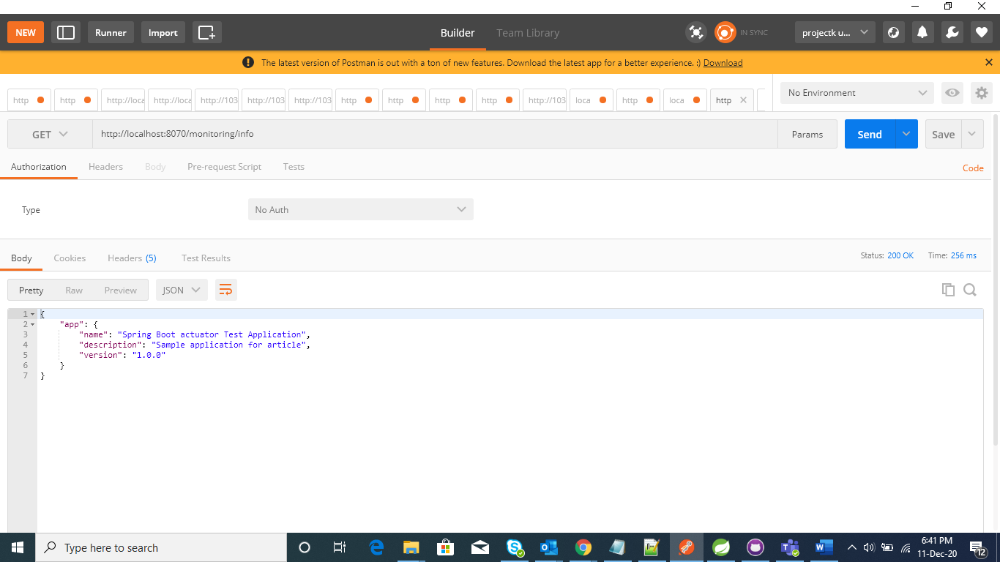 NEW Runner Import Builder Team Library IN SYNC projectk u...
The latest version of Postman is out with a ton of new features. Download the latest app for a better experience. :) Download
http http http://loca http://loca http://103 http://103 http://103 http http http http http://103 loca http loca http No Environment
GET http://localhost:8070/monitoring/info Params Send Save
Authorization Headers Body Pre-request Script Tests Code
Type No Auth
Body Cookies Headers (5) Test Results Status: 200 OK Time: 256 ms
Pretty Raw Preview JSON
1 {
2 "app": {
3 "name": "Spring Boot actuator Test Application",
4 "description": "Sample application for article",
5 "version": "1.0.0"
6 }
7 }
Type here to search 6:41 PM
11-Dec-20 12